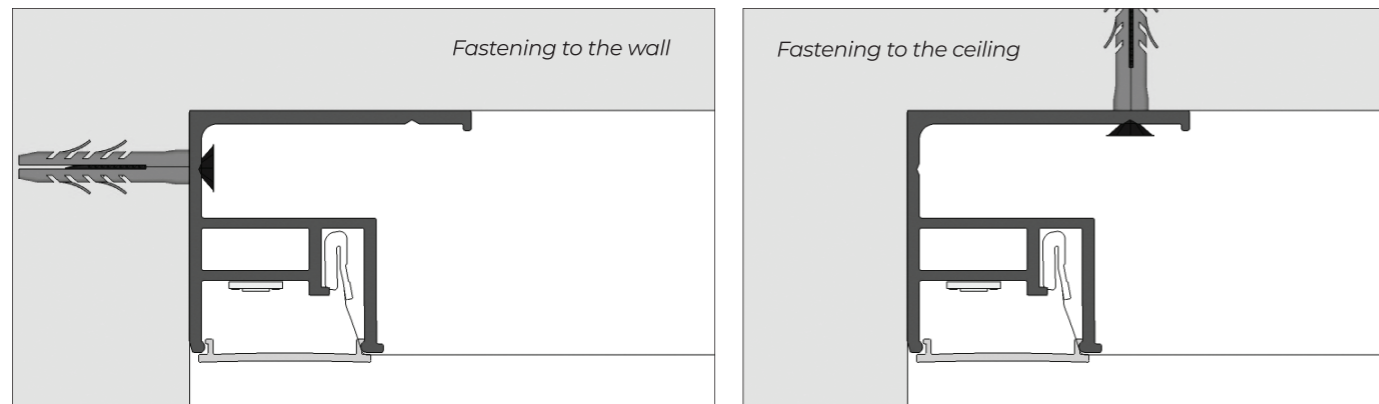 Fastening to the wall
Fastening to the ceiling